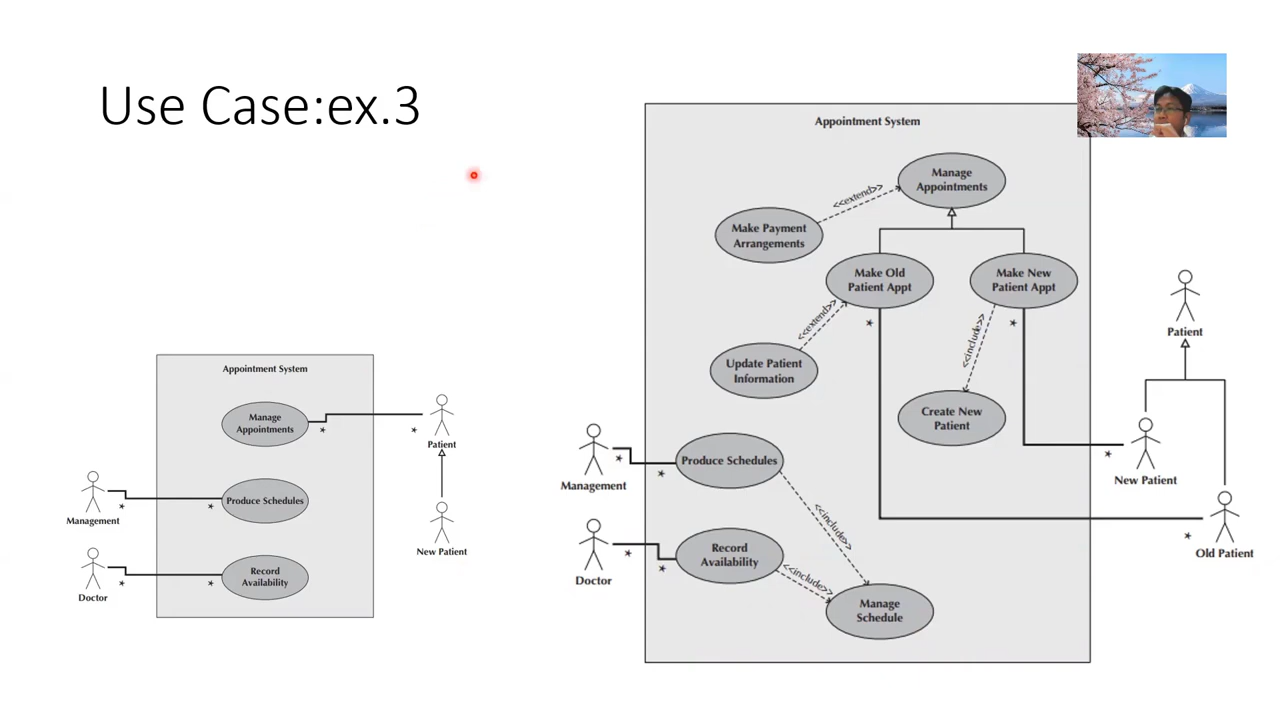 Use Case:ex.3
Appointment System
Manage
Appointments
*
*
Patient
Management
*
*
Produce Schedules
New Patient
Doctor
*
*
Record
Availability
Appointment System
Manage
Appointments
<<extend>>
Make Payment
Arrangements
Make Old
Patient Appt
Make New
Patient Appt
*
*
<<extend>>
<<include>>
Patient
Update Patient
Information
Create New
Patient
Management
*
*
Produce Schedules
*
New Patient
<<include>>
Doctor
*
*
Record
Availability
<<include>>
*
Old Patient
Manage
Schedule